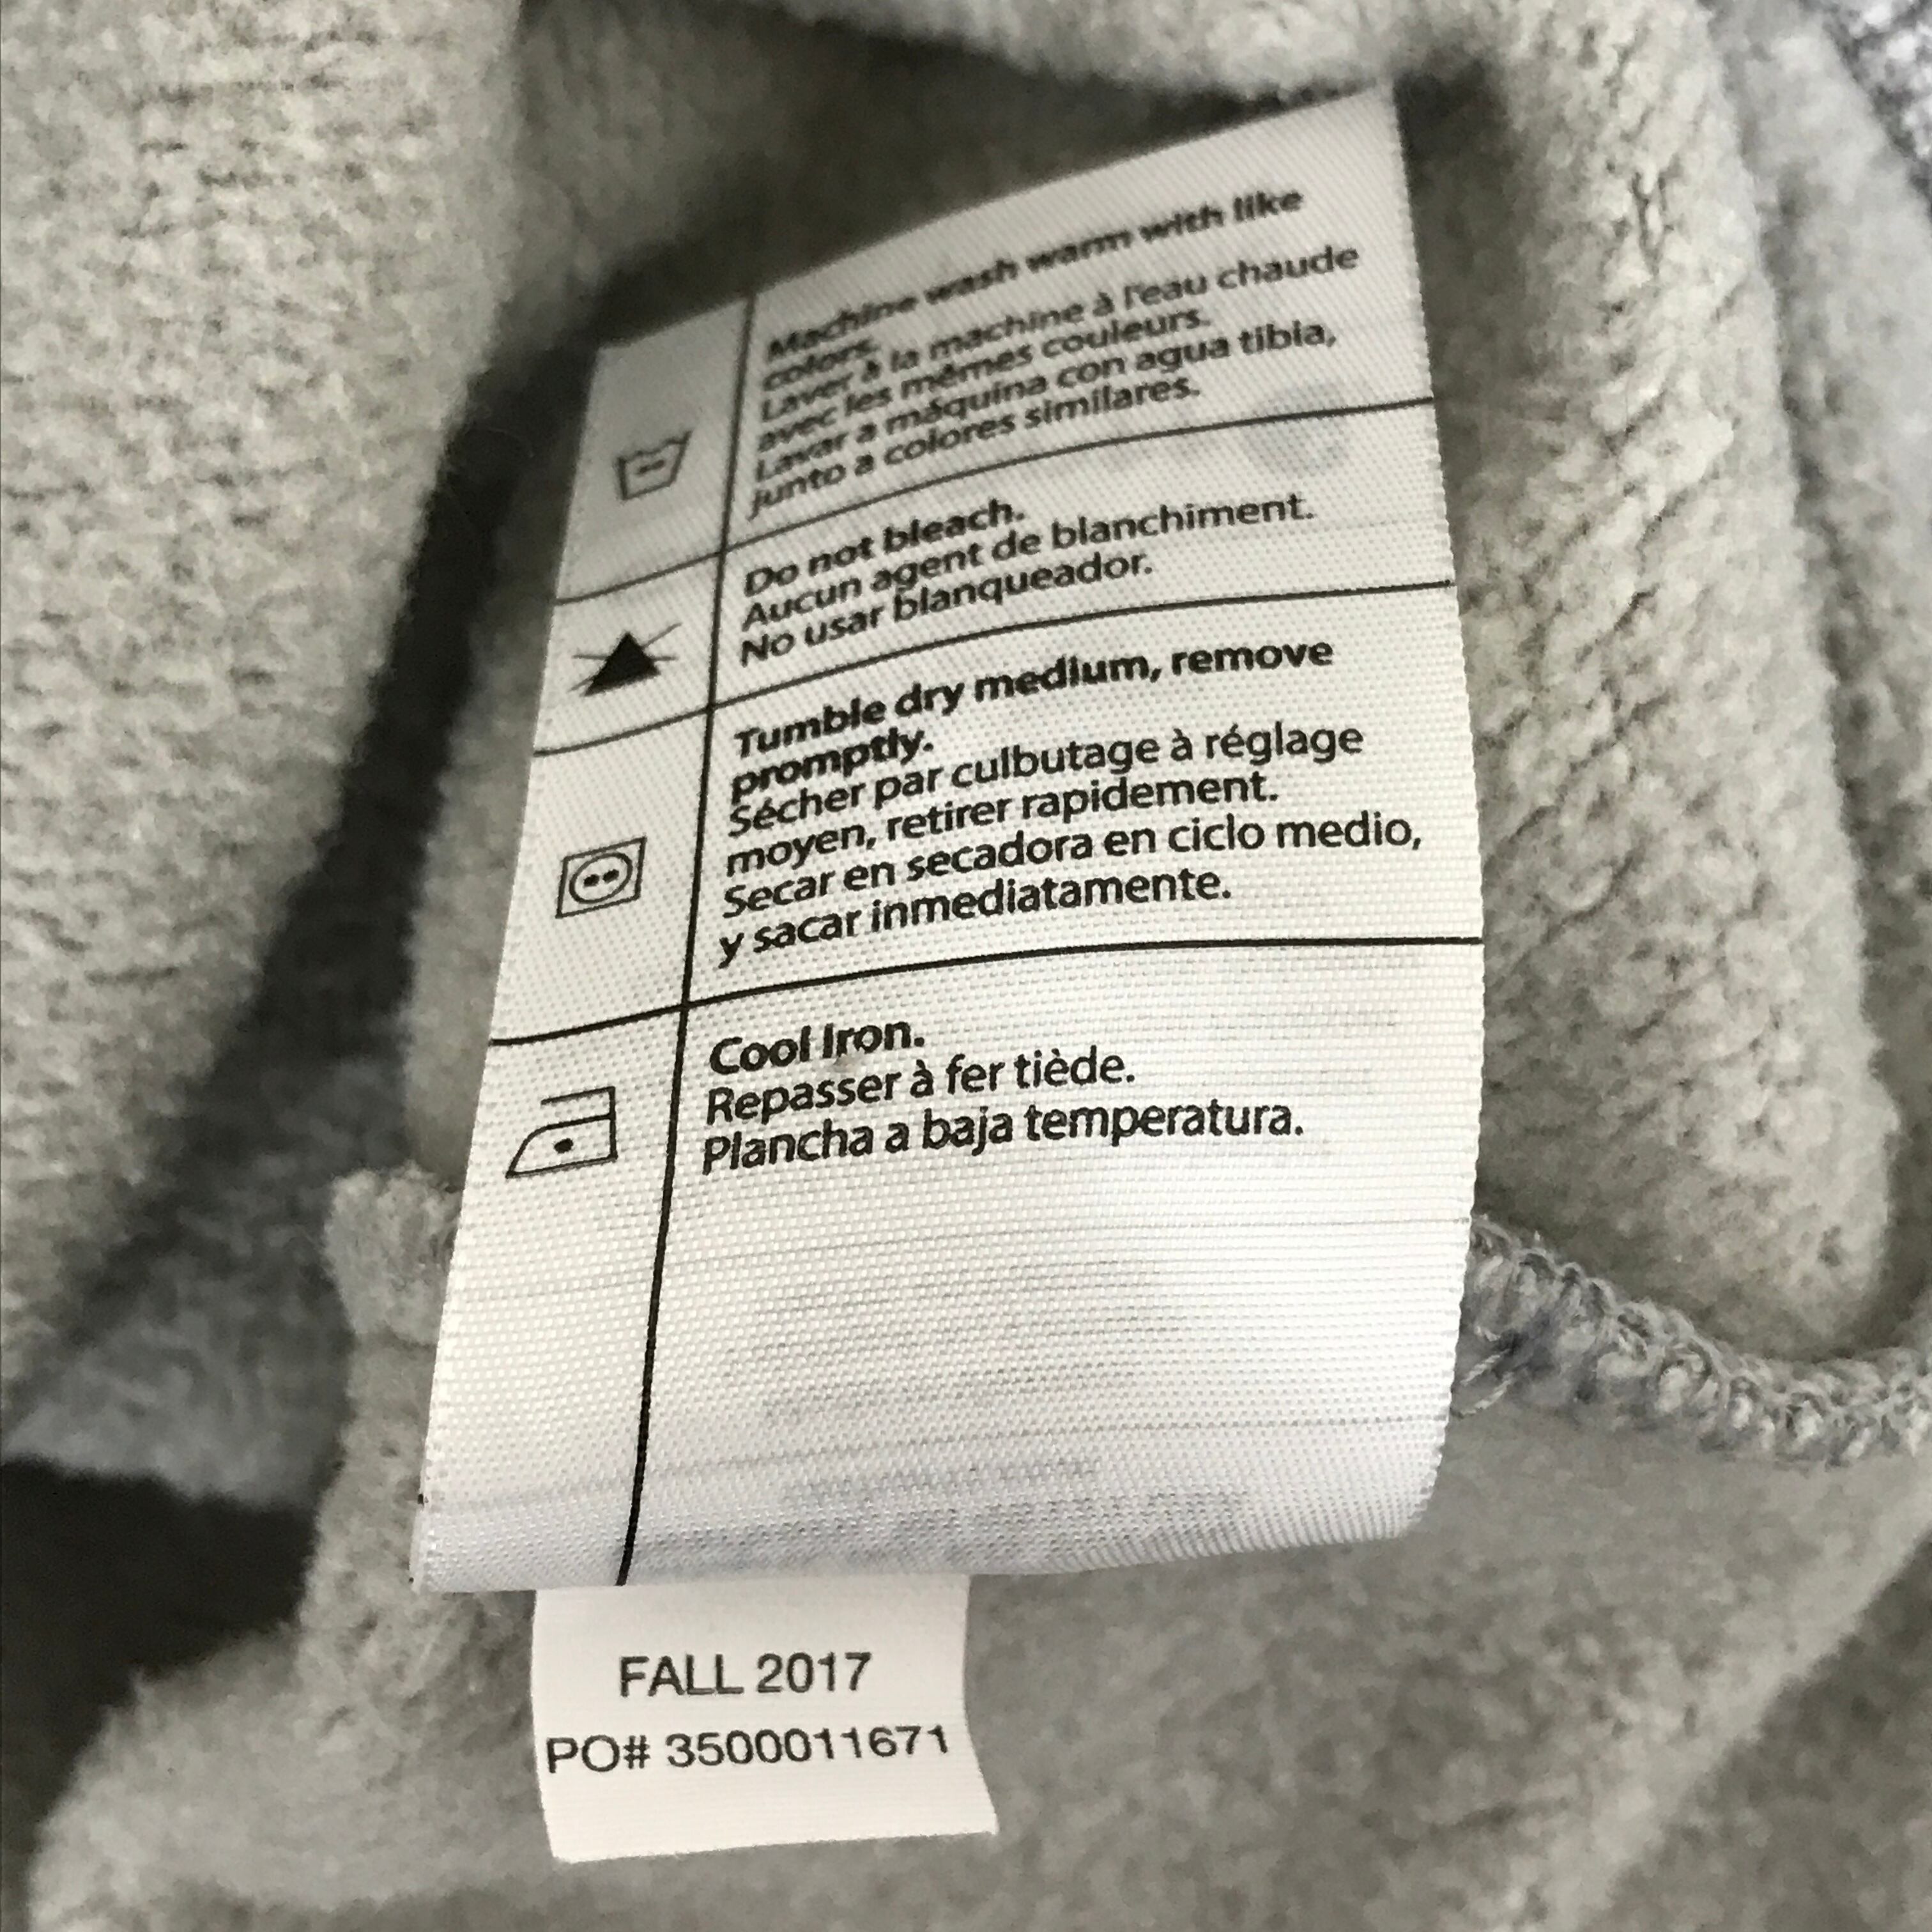 Machine wash warm with like
colors.
Laver à la machine à l'eau chaude
avec les mêmes couleurs.
Lavar a máquina con agua tibia,
junto a colores similares.
Do not bleach.
Aucun agent de blanchiment.
No usar blanqueador.
Tumble dry medium, remove
promptly.
Sécher par culbutage à réglage
moyen, retirer rapidement.
Secar en secadora en ciclo medio,
y sacar inmediatamente.
Cool Iron.
Repasser à fer tiède.
Plancha a baja temperatura.
FALL 2017
PO# 3500011671